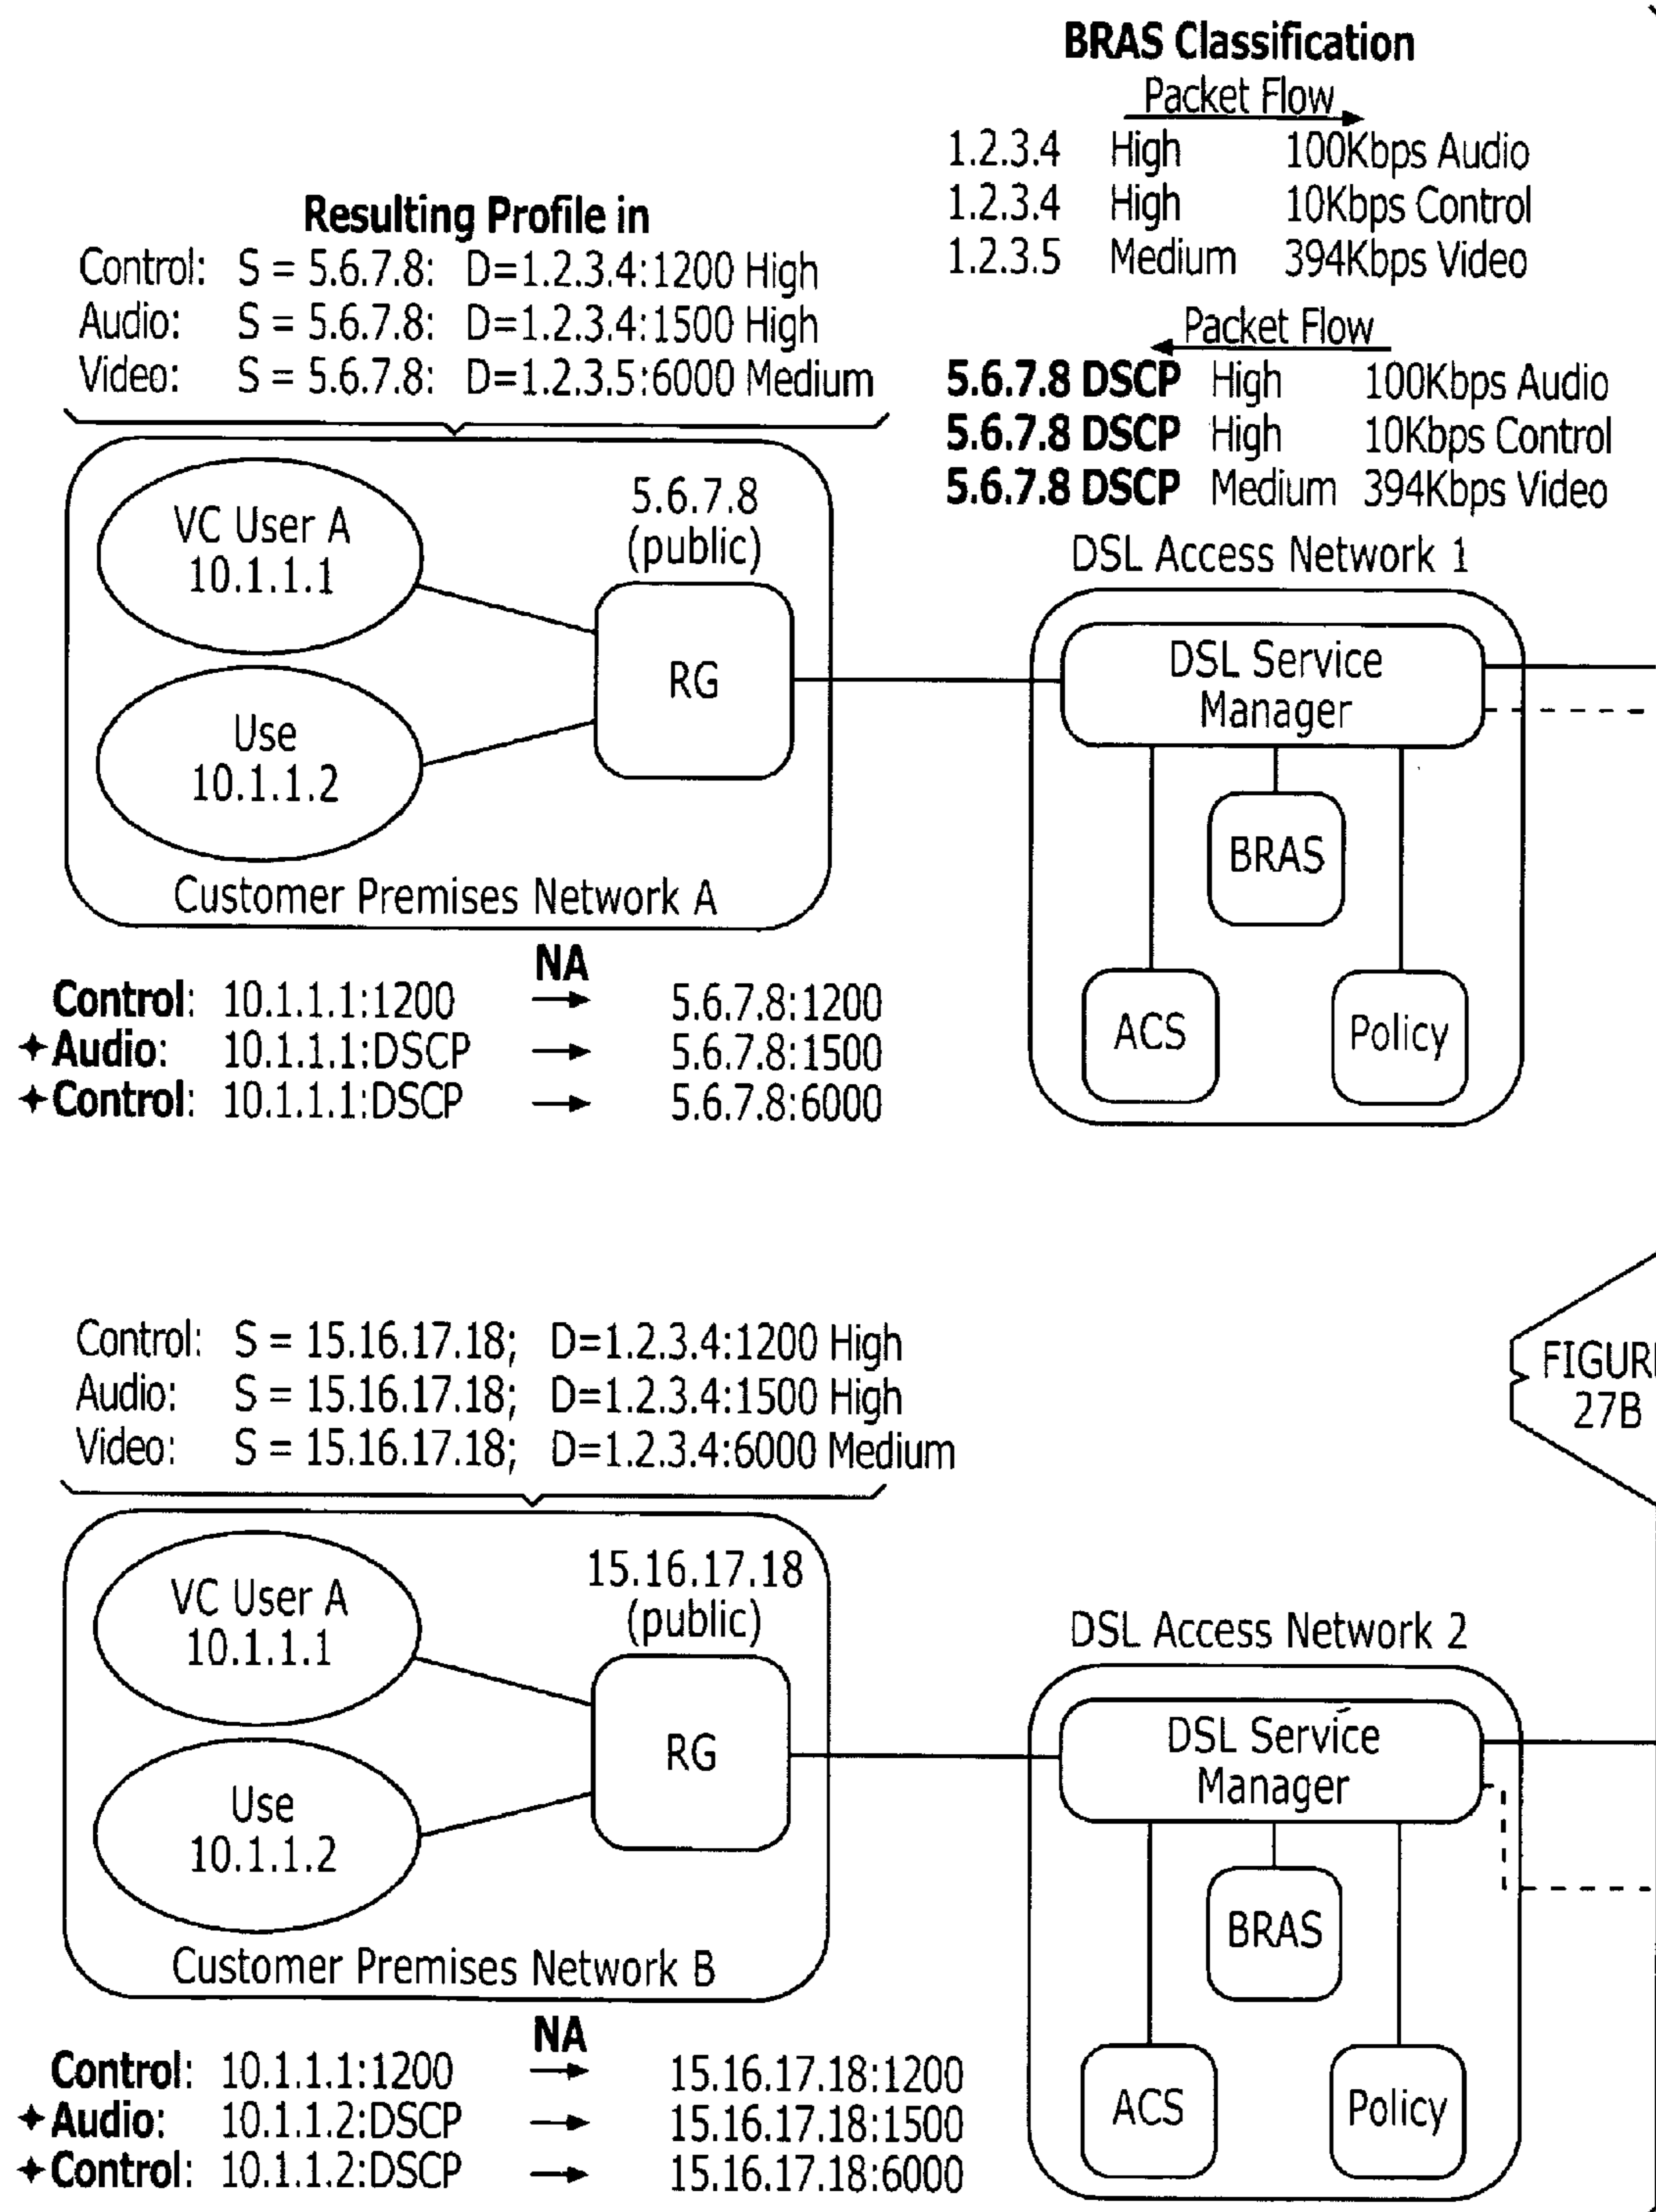 BRAS Classification
Packet Flow
1.2.3.4 High 100Kbps Audio
1.2.3.4 High 10Kbps Control
1.2.3.5 Medium 394Kbps Video
Packet Flow
5.6.7.8 DSCP High 100Kbps Audio
5.6.7.8 DSCP High 10Kbps Control
5.6.7.8 DSCP Medium 394Kbps Video
Resulting Profile in
Control: S = 5.6.7.8: D=1.2.3.4:1200 High
Audio: S = 5.6.7.8: D=1.2.3.4:1500 High
Video: S = 5.6.7.8: D=1.2.3.5:6000 Medium
VC User A
10.1.1.1
Use
10.1.1.2
5.6.7.8
(public)
RG
Customer Premises Network A
DSL Access Network 1
DSL Service
Manager
BRAS
ACS
Policy
NA
Control: 10.1.1.1:1200 → 5.6.7.8:1200
✦Audio: 10.1.1.1:DSCP → 5.6.7.8:1500
✦Control: 10.1.1.1:DSCP → 5.6.7.8:6000
Control: S = 15.16.17.18; D=1.2.3.4:1200 High
Audio: S = 15.16.17.18; D=1.2.3.4:1500 High
Video: S = 15.16.17.18; D=1.2.3.4:6000 Medium
FIGURE
27B
VC User A
10.1.1.1
Use
10.1.1.2
15.16.17.18
(public)
RG
Customer Premises Network B
DSL Access Network 2
DSL Service
Manager
BRAS
ACS
Policy
NA
Control: 10.1.1.1:1200 → 15.16.17.18:1200
✦Audio: 10.1.1.2:DSCP → 15.16.17.18:1500
✦Control: 10.1.1.2:DSCP → 15.16.17.18:6000